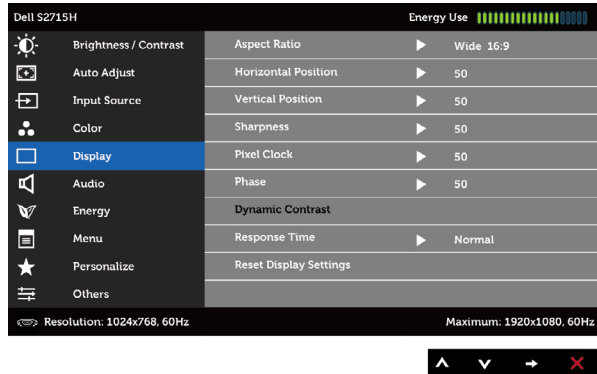 Dell S2715H Energy Use
Brightness / Contrast Aspect Ratio Wide 16:9
Auto Adjust Horizontal Position 50
Input Source Vertical Position 50
Color Sharpness 50
Display Pixel Clock 50
Audio Phase 50
Energy Dynamic Contrast
Menu Response Time Normal
Personalize Reset Display Settings
Others
Resolution: 1024x768, 60Hz Maximum: 1920x1080, 60Hz